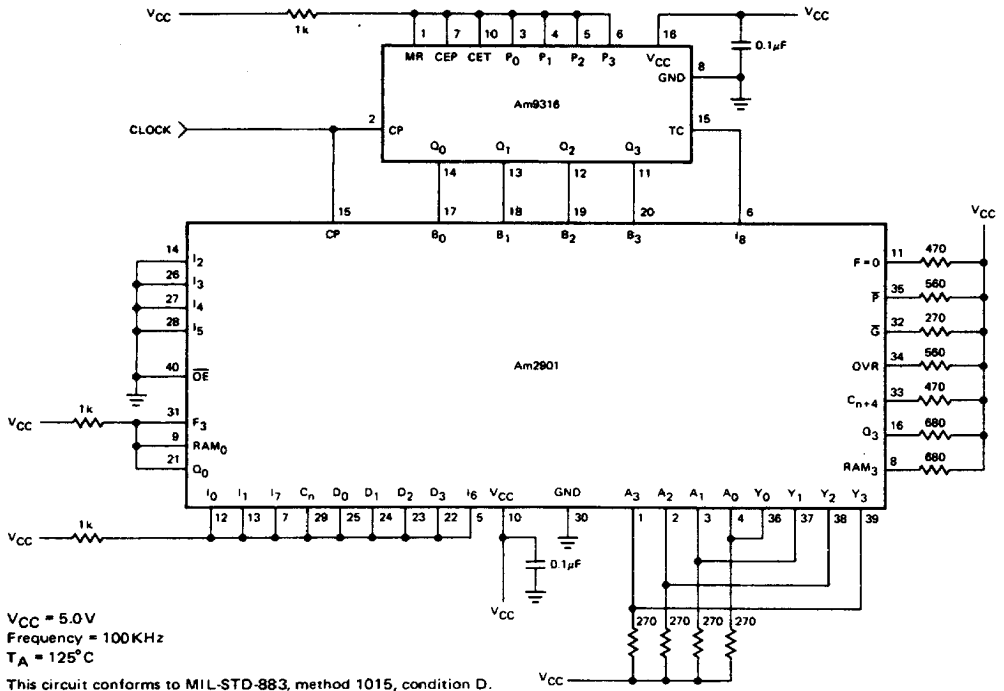 VCC 1k VCC
1 7 10 3 4 5 6 16
MR CEP CET P0 P1 P2 P3 VCC
0.1µF
GND 8
Am9316
CLOCK 2 CP TC 15
Q0 Q1 Q2 Q3
14 13 12 11
15 17 18 19 20 6
CP B0 B1 B2 B3 I8
VCC
14 I2 F=0 11 470
26 I3 P 35 560
27 I4 G 32 270
28 I5 OVR 34 560
40 OE Cn+4 33 470
Am2901
VCC 1k 31 F3 Q3 16 680
9 RAM0 RAM3 8 680
21 Q0
I0 I1 I7 Cn D0 D1 D2 D3 I6 VCC GND A3 A2 A1 A0 Y0 Y1 Y2 Y3
12 13 7 29 25 24 23 22 5 10 30 1 2 3 4 36 37 38 39
VCC 1k
0.1µF
VCC
270 270 270 270
VCC
VCC = 5.0V
Frequency = 100KHz
TA = 125°C
This circuit conforms to MIL-STD-883, method 1015, condition D.